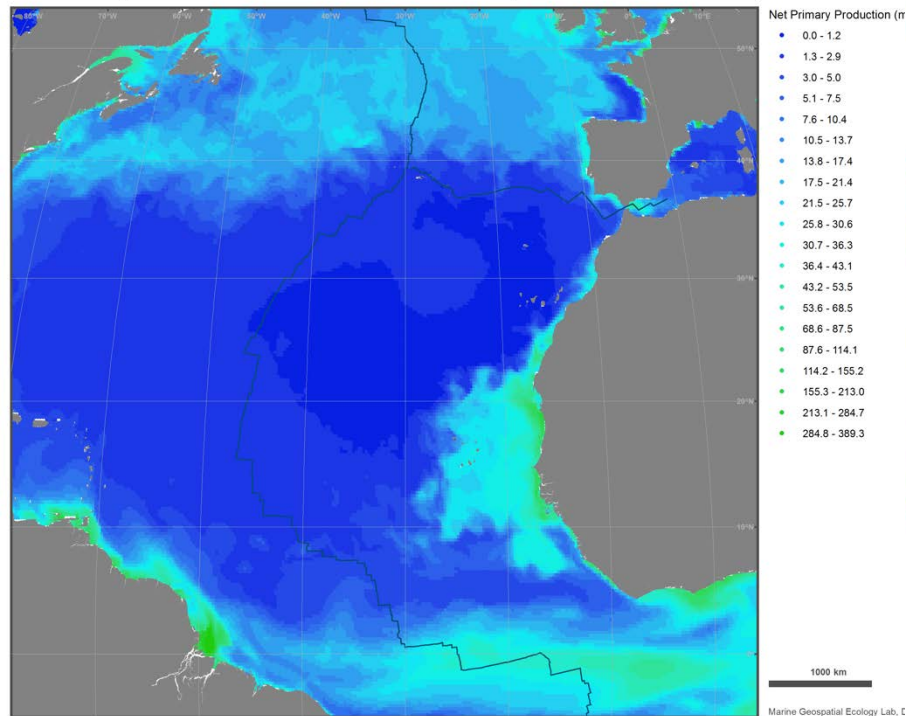 Net Primary Production (m
0.0 - 1.2
1.3 - 2.9
3.0 - 5.0
5.1 - 7.5
7.6 - 10.4
10.5 - 13.7
13.8 - 17.4
17.5 - 21.4
21.5 - 25.7
25.8 - 30.6
30.7 - 36.3
36.4 - 43.1
43.2 - 53.5
53.6 - 68.5
68.6 - 87.5
87.6 - 114.1
114.2 - 155.2
155.3 - 213.0
213.1 - 284.7
284.8 - 389.3
1000 km
Marine Geospatial Ecology Lab, D